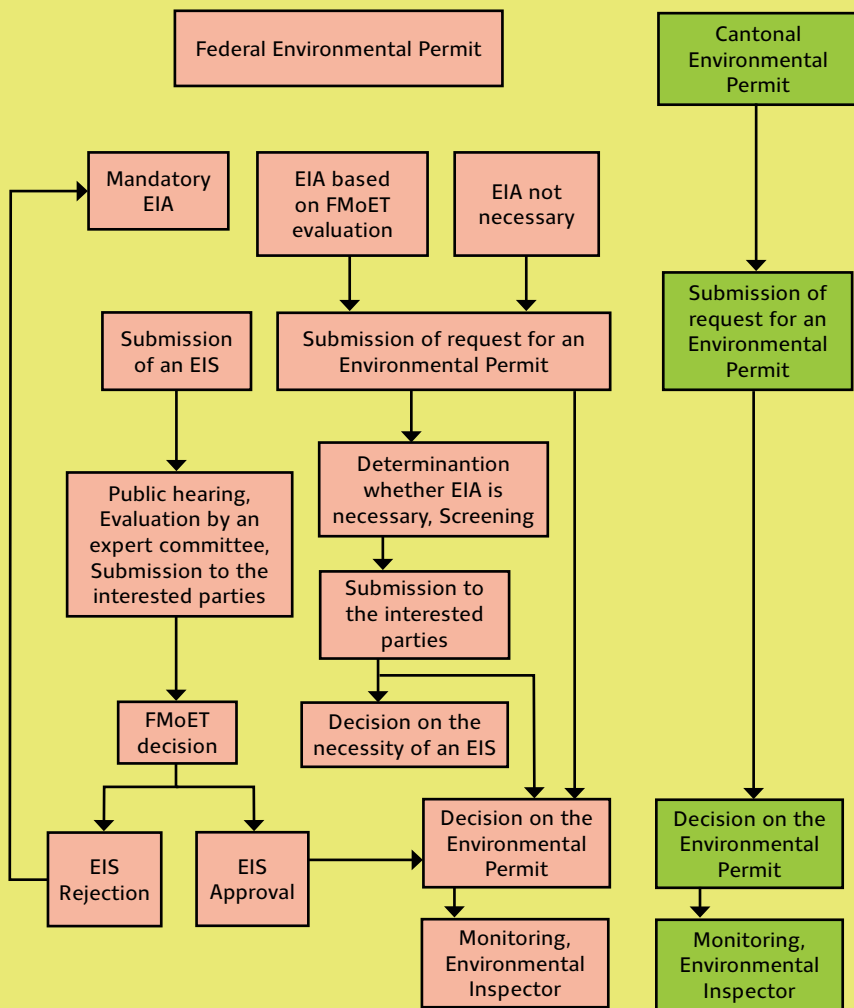 Federal Environmental Permit
Cantonal
Environmental
Permit
Mandatory
EIA
EIA based
on FMoET
evaluation
EIA not
necessary
Submission of
request for an
Environmental
Permit
Submission
of an EIS
Submission of request for an
Environmental Permit
Determinantion
whether EIA is
necessary, Screening
Public hearing,
Evaluation by an
expert committee,
Submission to the
interested parties
Submission to
the interested
parties
FMoET
decision
Decision on the
necessity of an EIS
EIS
Rejection
EIS
Approval
Decision on the
Environmental
Permit
Decision on the
Environmental
Permit
Monitoring,
Environmental
Inspector
Monitoring,
Environmental
Inspector